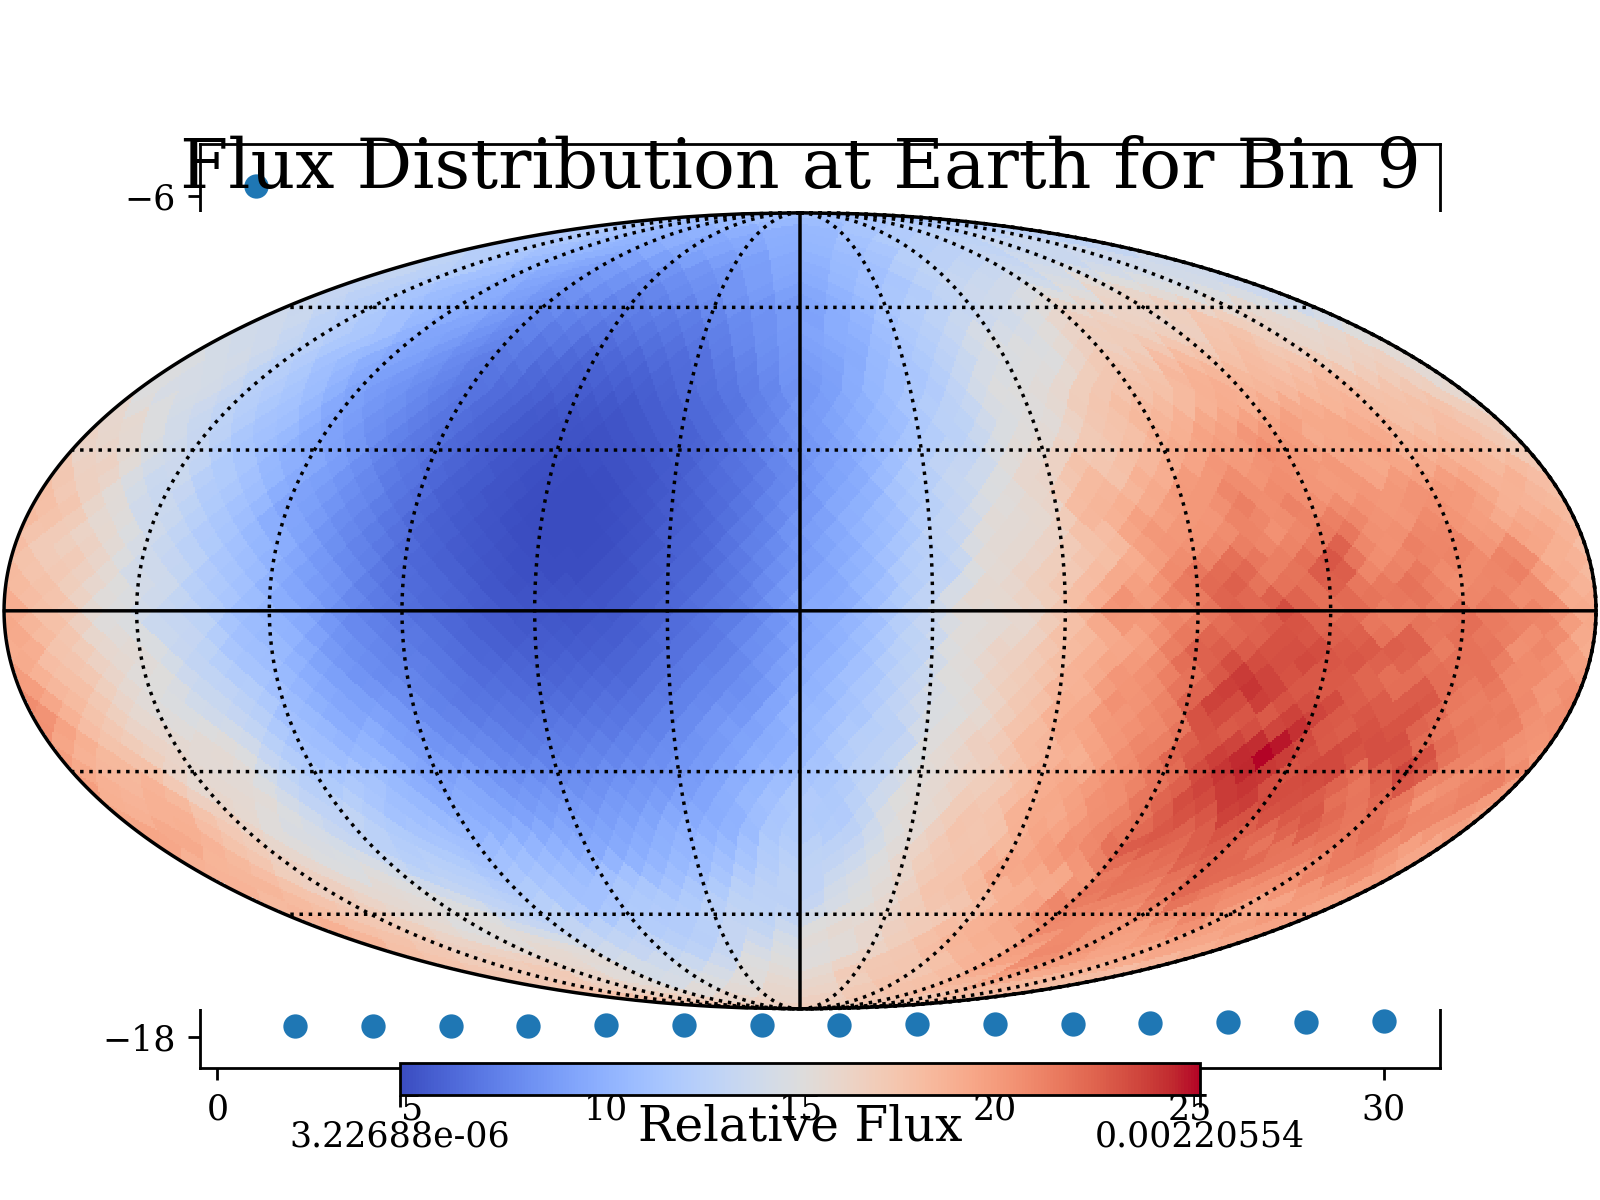 Flux Distribution at Earth for Bin 9
−6
−18
0 5 10 15 20 25 30
Relative Flux
3.22688e-06 0.00220554